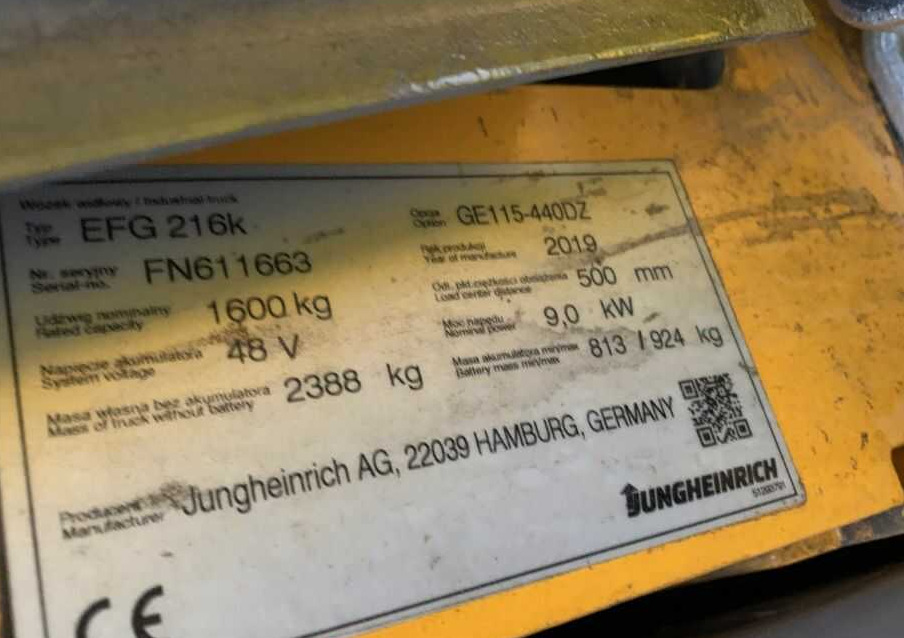 Wózek widłowy / Industrial truck
Typ
Type EFG 216k
Opcja
Option GE115-440DZ
Nr. seryjny
Serial-no. FN611663
Rok produkcji
Year of manufacture 2019
Udźwig nominalny
Rated capacity 1600 kg
Odl. pkt.ciężkości obciążenia
Load center distance 500 mm
Napięcie akumulatora
System voltage 48 V
Moc napędu
Nominal power 9,0 kW
Masa własna bez akumulatora
Mass of truck without battery 2388 kg
Masa akumulatora min/max
Battery mass min/max 813 / 924 kg
Producent
Manufacturer Jungheinrich AG, 22039 HAMBURG, GERMANY
JUNGHEINRICH
CE